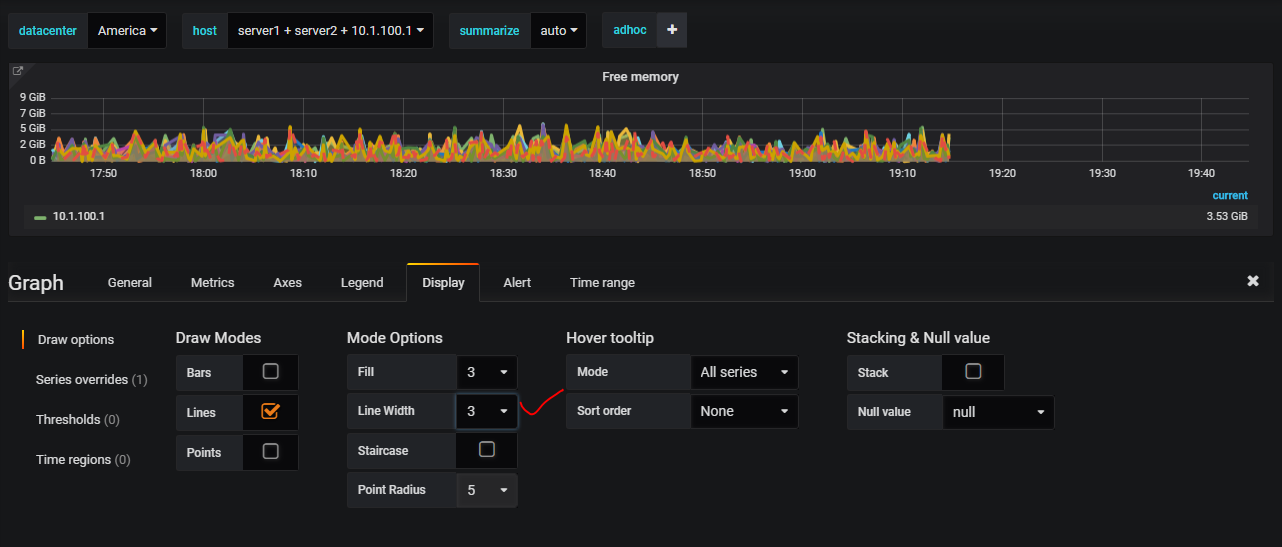 datacenter America host server1 + server2 + 10.1.100.1 summarize auto adhoc +
Free memory
9 GiB
7 GiB
5 GiB
2 GiB
0 B
17:50 18:00 18:10 18:20 18:30 18:40 18:50 19:00 19:10 19:20 19:30 19:40
current
10.1.100.1 3.53 GiB
Graph General Metrics Axes Legend Display Alert Time range
Draw options
Series overrides (1)
Thresholds (0)
Time regions (0)
Draw Modes
Bars
Lines
Points
Mode Options
Fill 3
Line Width 3
Staircase
Point Radius 5
Hover tooltip
Mode All series
Sort order None
Stacking & Null value
Stack
Null value null